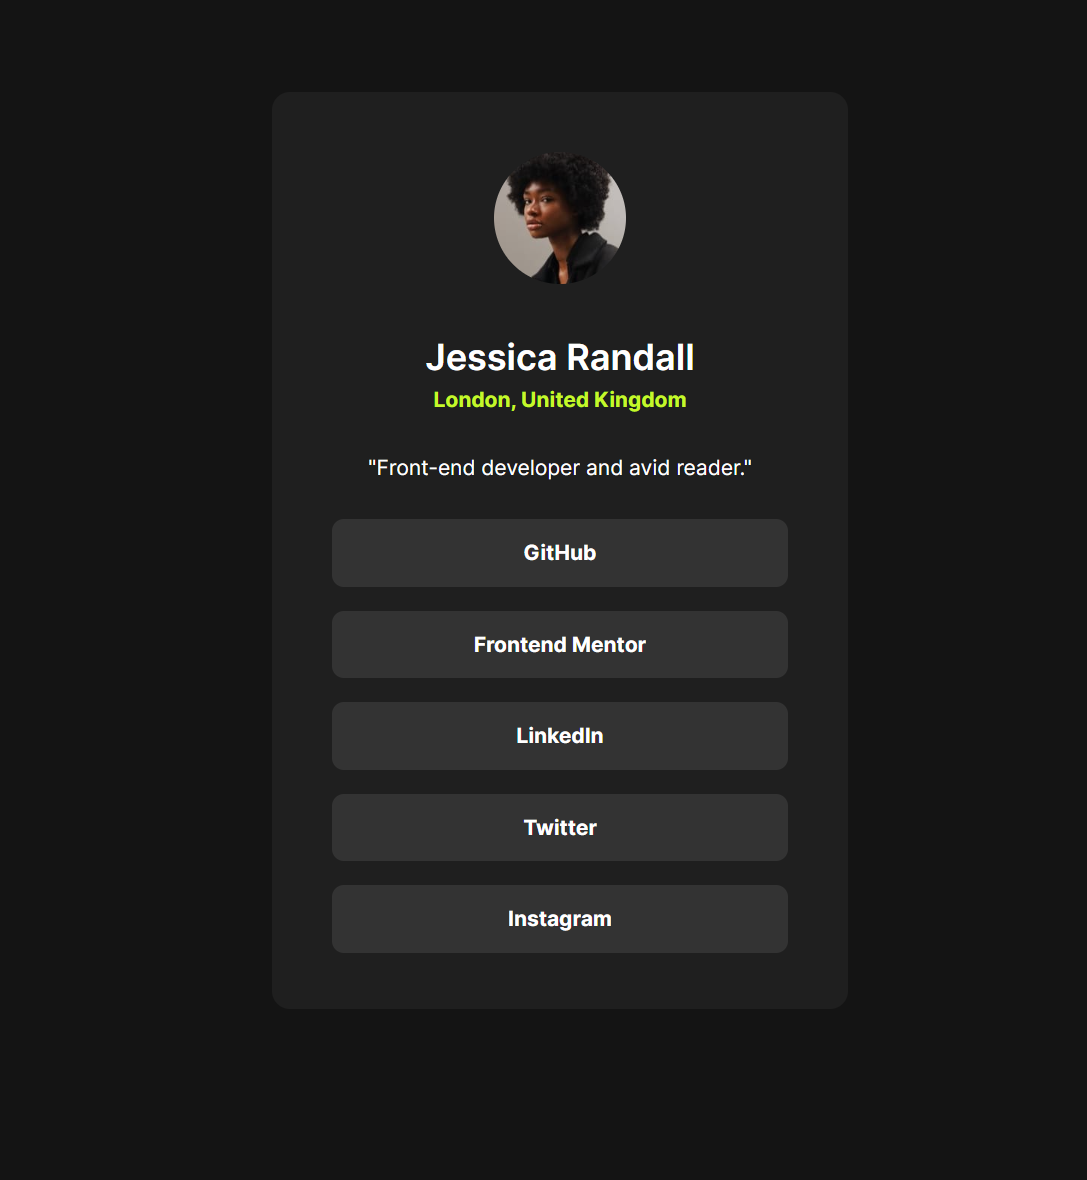 Jessica Randall
London, United Kingdom
"Front-end developer and avid reader."
GitHub
Frontend Mentor
LinkedIn
Twitter
Instagram